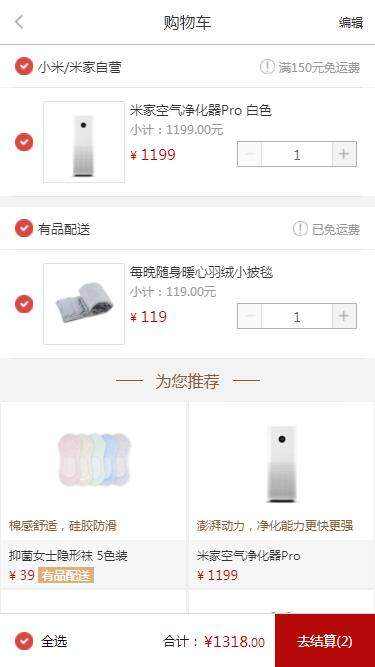 购物车
编辑
小米/米家自营
满150元免运费
米家空气净化器Pro 白色
小计：1199.00元
¥ 1199
1
有品配送
已免运费
每晚随身暖心羽绒小披毯
小计：119.00元
¥ 119
1
为您推荐
棉感舒适，硅胶防滑
澎湃动力，净化能力更快更强
抑菌女士隐形袜 5色装
米家空气净化器Pro
¥ 39 有品配送
¥ 1199
全选
合计：¥1318.00
去结算(2)